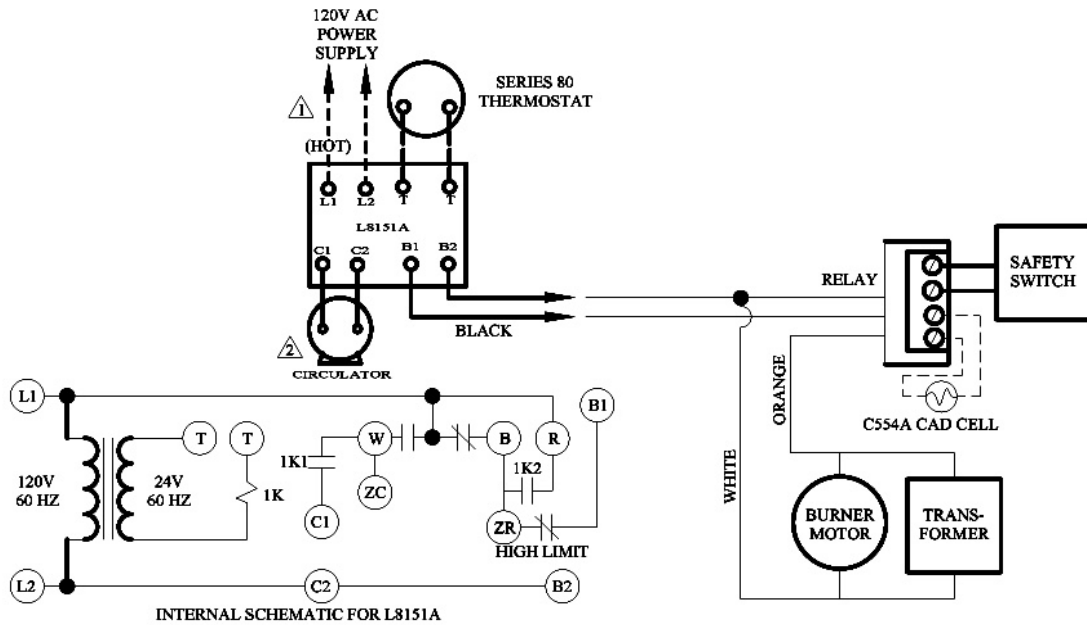 120V AC
POWER
SUPPLY
SERIES 80
THERMOSTAT
1
(HOT)
L1 L2 T T
L8151A
C1 C2 B1 B2
RELAY
SAFETY
SWITCH
BLACK
2
CIRCULATOR
ORANGE
C554A CAD CELL
WHITE
BURNER
MOTOR
TRANS-
FORMER
L1
B1
T T W B R
1K1 1K2
120V
60 HZ
24V
60 HZ
1K
ZC
C1
ZR
HIGH LIMIT
L2 C2 B2
INTERNAL SCHEMATIC FOR L8151A